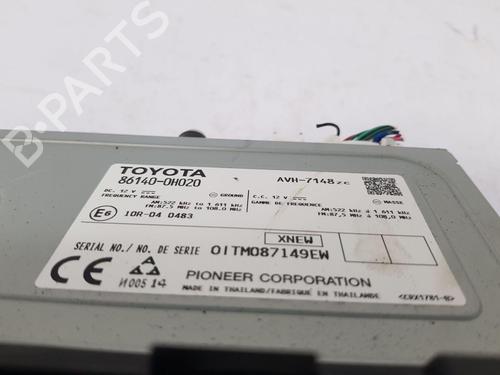 TOYOTA
86140-0H020
AVH-7148zc
DC. 12 V GROUND
FREQUENCY RANGE
AM:522 kHz to 1 611 kHz
FM:87,5 MHz to 108,0 MHz
C.C. 12 V MASSE
GAMME DE FREQUENCE
AM:522 kHz à 1 611 kHz
FM:87,5 MHz à 108,0 MHz
E6 10R-04 0483
XNEW
SERIAL NO./ NO. DE SERIE OITM087149EW
CE
N00514
PIONEER CORPORATION
MADE IN THAILAND/FABRIQUÉ EN THAILANDE
B-PARTS